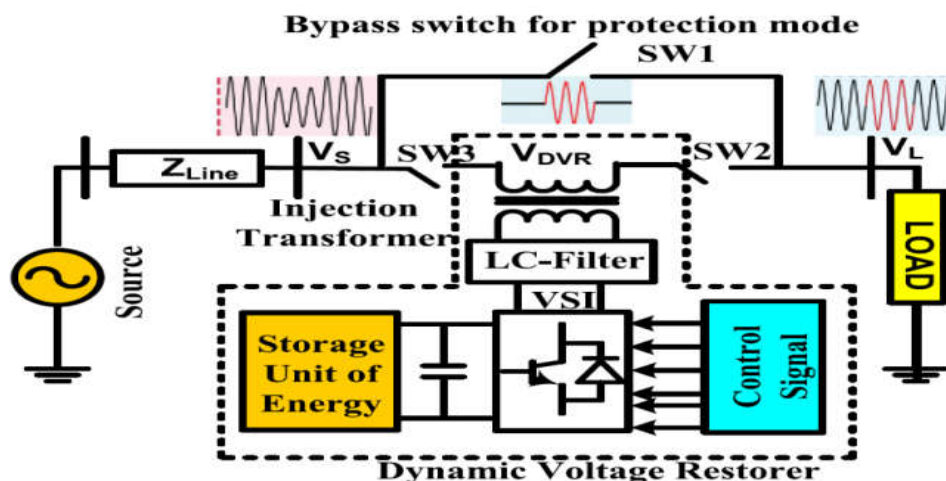 Bypass switch for protection mode
SW1
VS
SW3
VDVR
SW2
VL
ZLine
Injection
Transformer
LC-Filter
LOAD
Source
VSI
Storage
Unit of
Energy
Control
Signal
Dynamic Voltage Restorer